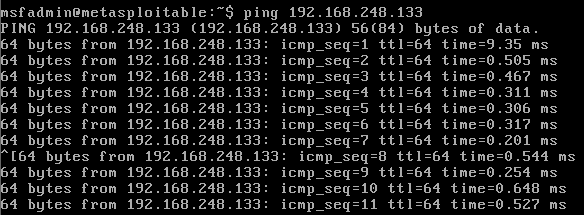 msfadmin@metasploitable:~$ ping 192.168.248.133
PING 192.168.248.133 (192.168.248.133) 56(84) bytes of data.
64 bytes from 192.168.248.133: icmp_seq=1 ttl=64 time=9.35 ms
64 bytes from 192.168.248.133: icmp_seq=2 ttl=64 time=0.505 ms
64 bytes from 192.168.248.133: icmp_seq=3 ttl=64 time=0.467 ms
64 bytes from 192.168.248.133: icmp_seq=4 ttl=64 time=0.311 ms
64 bytes from 192.168.248.133: icmp_seq=5 ttl=64 time=0.306 ms
64 bytes from 192.168.248.133: icmp_seq=6 ttl=64 time=0.317 ms
64 bytes from 192.168.248.133: icmp_seq=7 ttl=64 time=0.201 ms
^[64 bytes from 192.168.248.133: icmp_seq=8 ttl=64 time=0.544 ms
64 bytes from 192.168.248.133: icmp_seq=9 ttl=64 time=0.254 ms
64 bytes from 192.168.248.133: icmp_seq=10 ttl=64 time=0.648 ms
64 bytes from 192.168.248.133: icmp_seq=11 ttl=64 time=0.527 ms